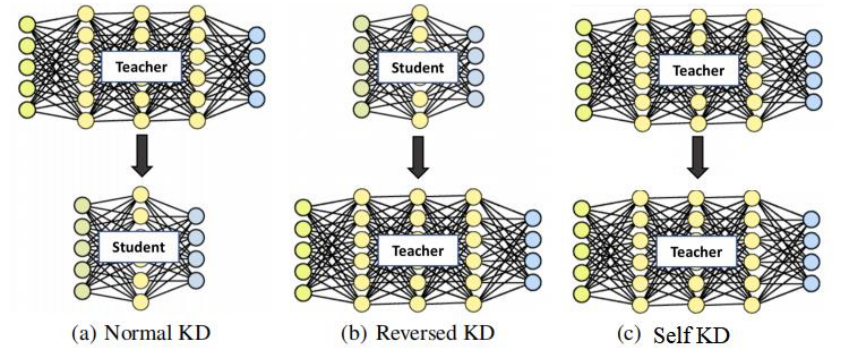 Teacher
Student
Teacher
Student
Teacher
Teacher
(a) Normal KD
(b) Reversed KD
(c) Self KD